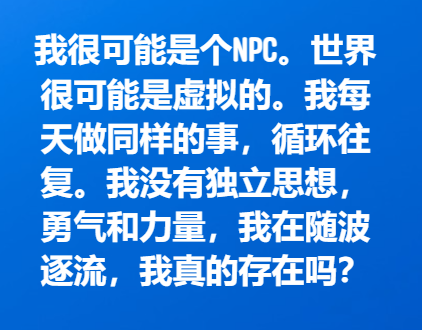 我很可能是个NPC。世界
很可能是虚拟的。我每
天做同样的事，循环往
复。我没有独立思想，
勇气和力量，我在随波
逐流，我真的存在吗？